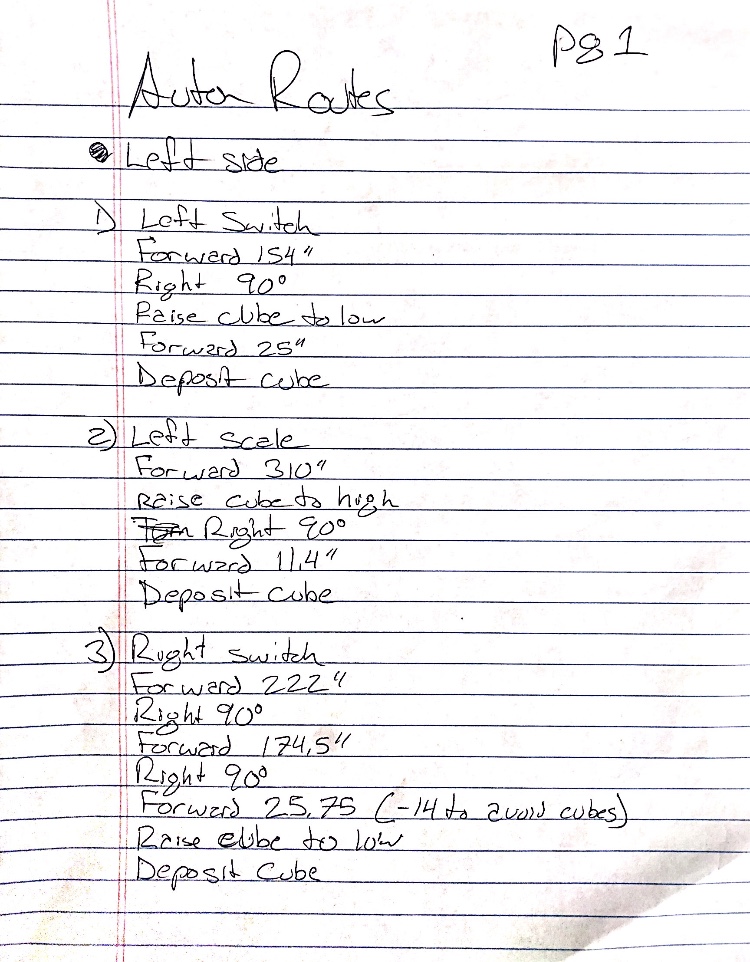 Pg 1
Auton Routes
Left side
1) Left Switch
Forward 154"
Right 90°
Raise cube to low
Forward 25"
Deposit cube
2) Left scale
Forward 310"
raise cube to high
Right 90°
Forward 11.4"
Deposit cube
3) Right switch
Forward 222"
Right 90°
Forward 174.5"
Right 90°
Forward 25.75 (-14 to avoid cubes)
Raise cube to low
Deposit Cube